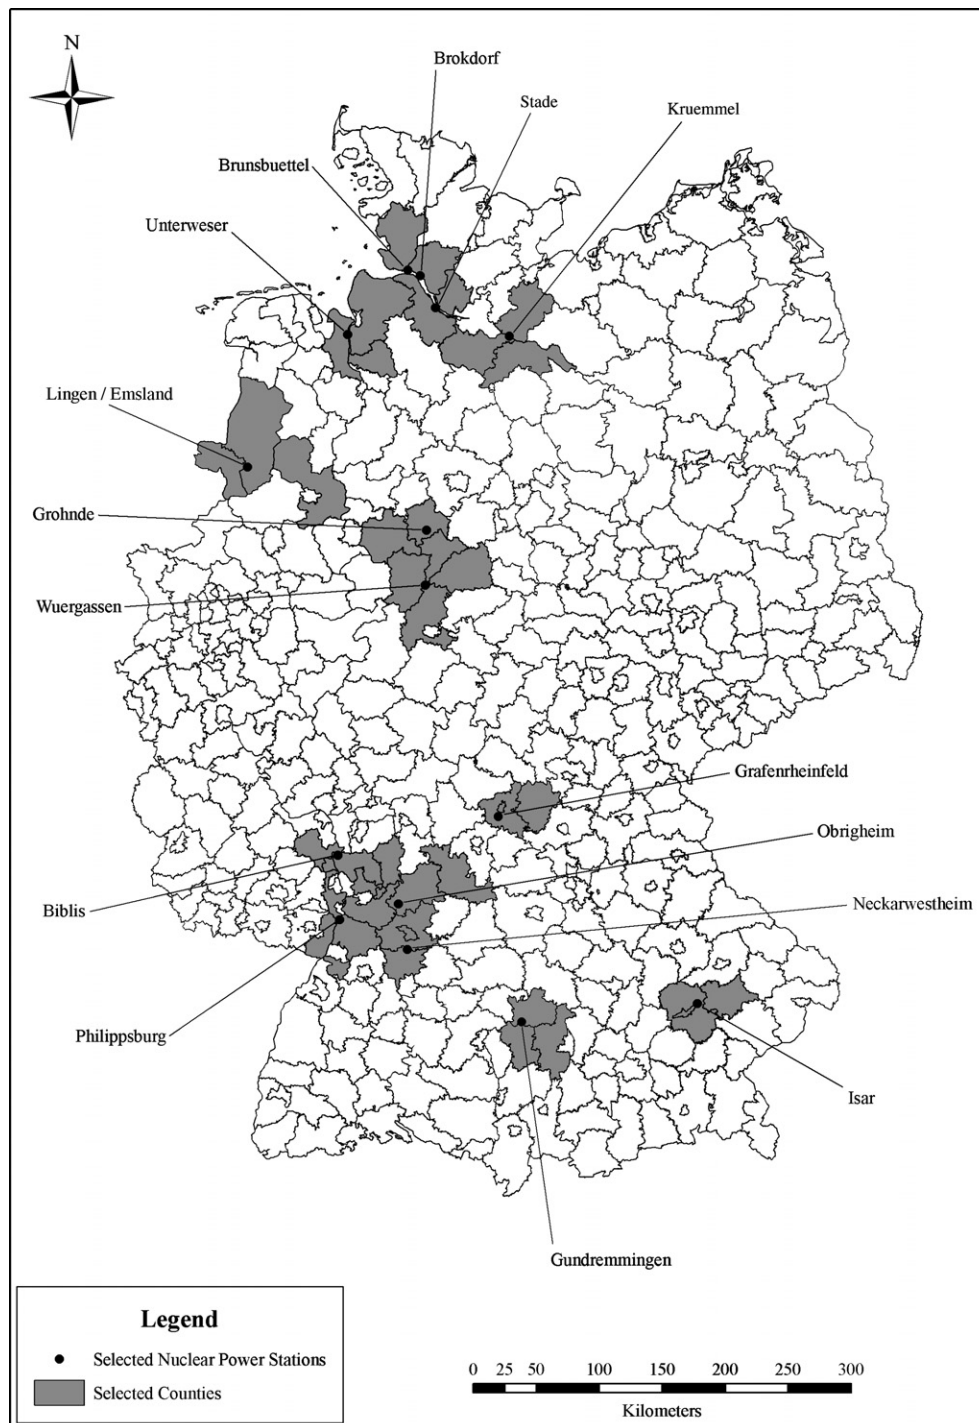 N
Brokdorf
Stade
Kruemmel
Brunsbuettel
Unterweser
Lingen / Emsland
Grohnde
Wuergassen
Grafenrheinfeld
Obrigheim
Biblis
Neckarwestheim
Philippsburg
Isar
Gundremmingen
Legend
Selected Nuclear Power Stations
Selected Counties
0 25 50 100 150 200 250 300
Kilometers